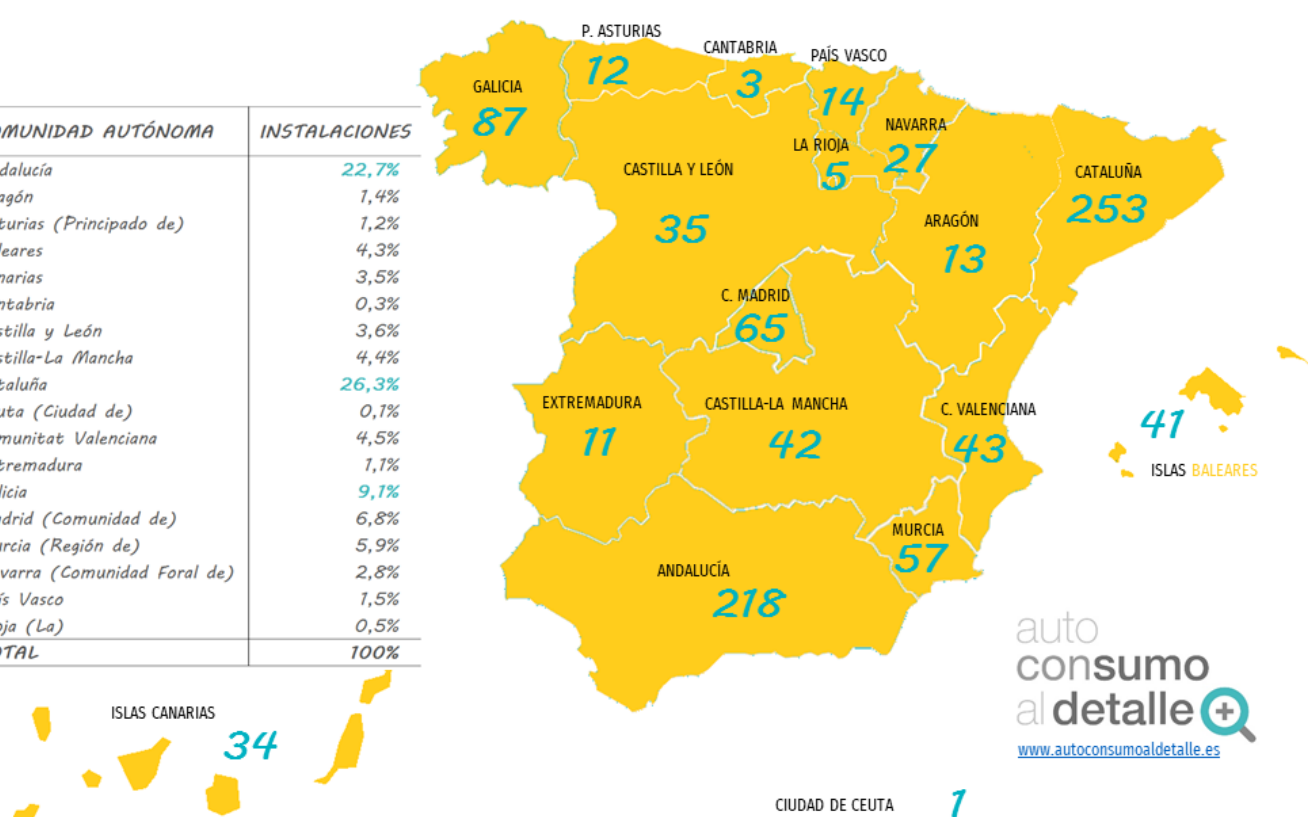 OMUNIDAD AUTÓNOMA INSTALACIONES
dalucía 22,7%
agón 1,4%
turias (Principado de) 1,2%
leares 4,3%
narias 3,5%
ntabria 0,3%
stilla y León 3,6%
stilla-La Mancha 4,4%
taluña 26,3%
uta (Ciudad de) 0,1%
munitat Valenciana 4,5%
tremadura 1,1%
licia 9,1%
drid (Comunidad de) 6,8%
rcia (Región de) 5,9%
varra (Comunidad Foral de) 2,8%
ís Vasco 1,5%
oja (La) 0,5%
OTAL 100%
P. ASTURIAS
12
CANTABRIA
3
PAÍS VASCO
14
GALICIA
87
NAVARRA
27
LA RIOJA
5
CASTILLA Y LEÓN
35
CATALUÑA
253
ARAGÓN
13
C. MADRID
65
EXTREMADURA
11
CASTILLA-LA MANCHA
42
C. VALENCIANA
43
41
ISLAS BALEARES
MURCIA
57
ANDALUCÍA
218
ISLAS CANARIAS
34
auto
consumo
al detalle
www.autoconsumoaldetalle.es
CIUDAD DE CEUTA 1